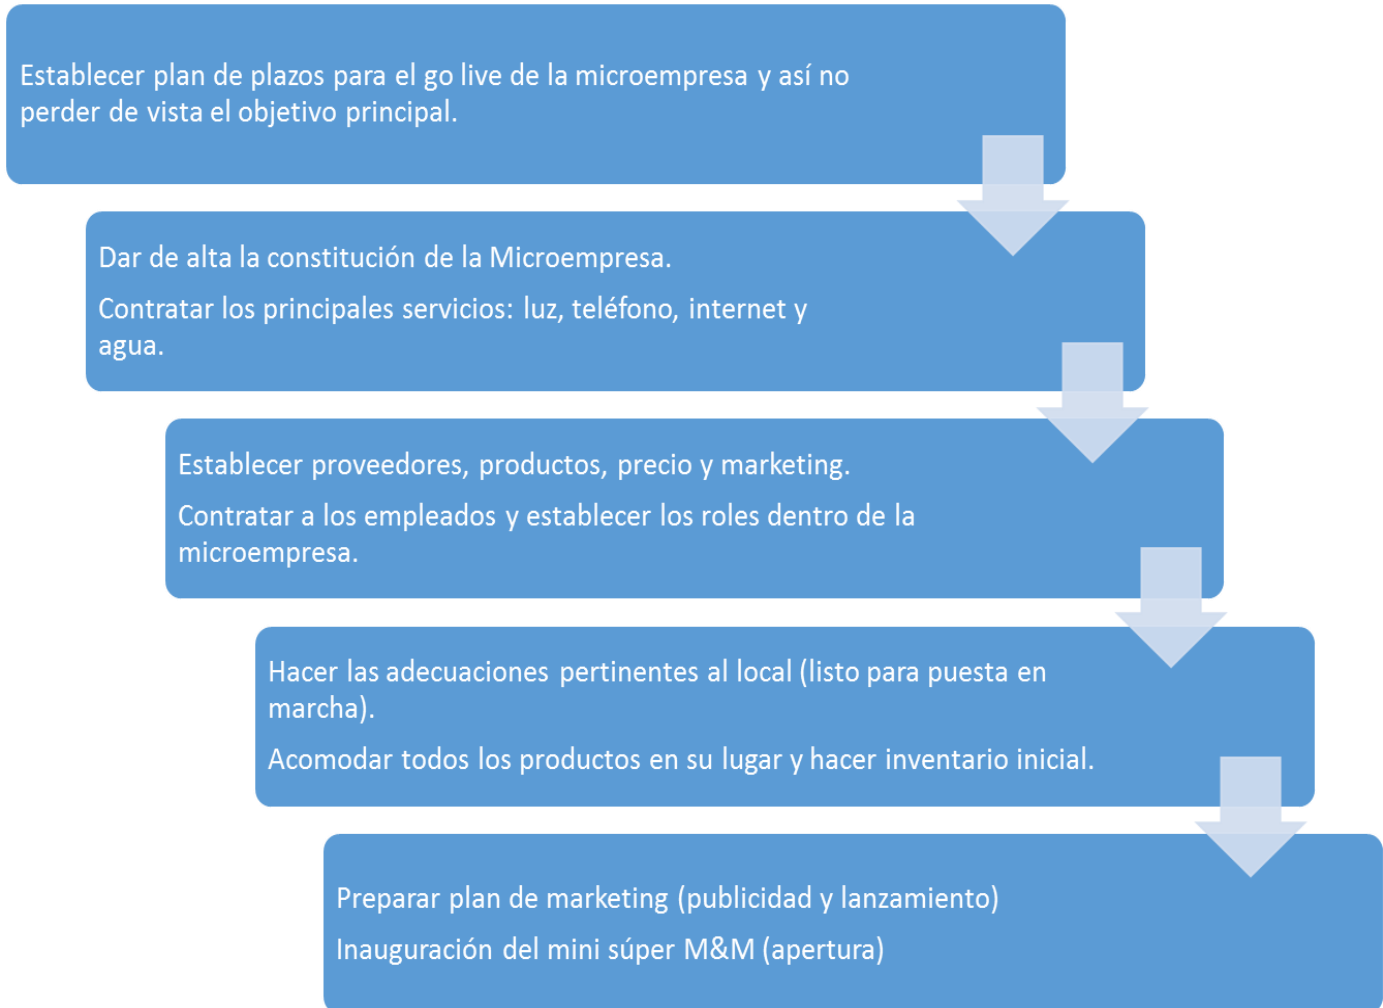 Establecer plan de plazos para el go live de la microempresa y así no
perder de vista el objetivo principal.
Dar de alta la constitución de la Microempresa.
Contratar los principales servicios: luz, teléfono, internet y
agua.
Establecer proveedores, productos, precio y marketing.
Contratar a los empleados y establecer los roles dentro de la
microempresa.
Hacer las adecuaciones pertinentes al local (listo para puesta en
marcha).
Acomodar todos los productos en su lugar y hacer inventario inicial.
Preparar plan de marketing (publicidad y lanzamiento)
Inauguración del mini súper M&M (apertura)